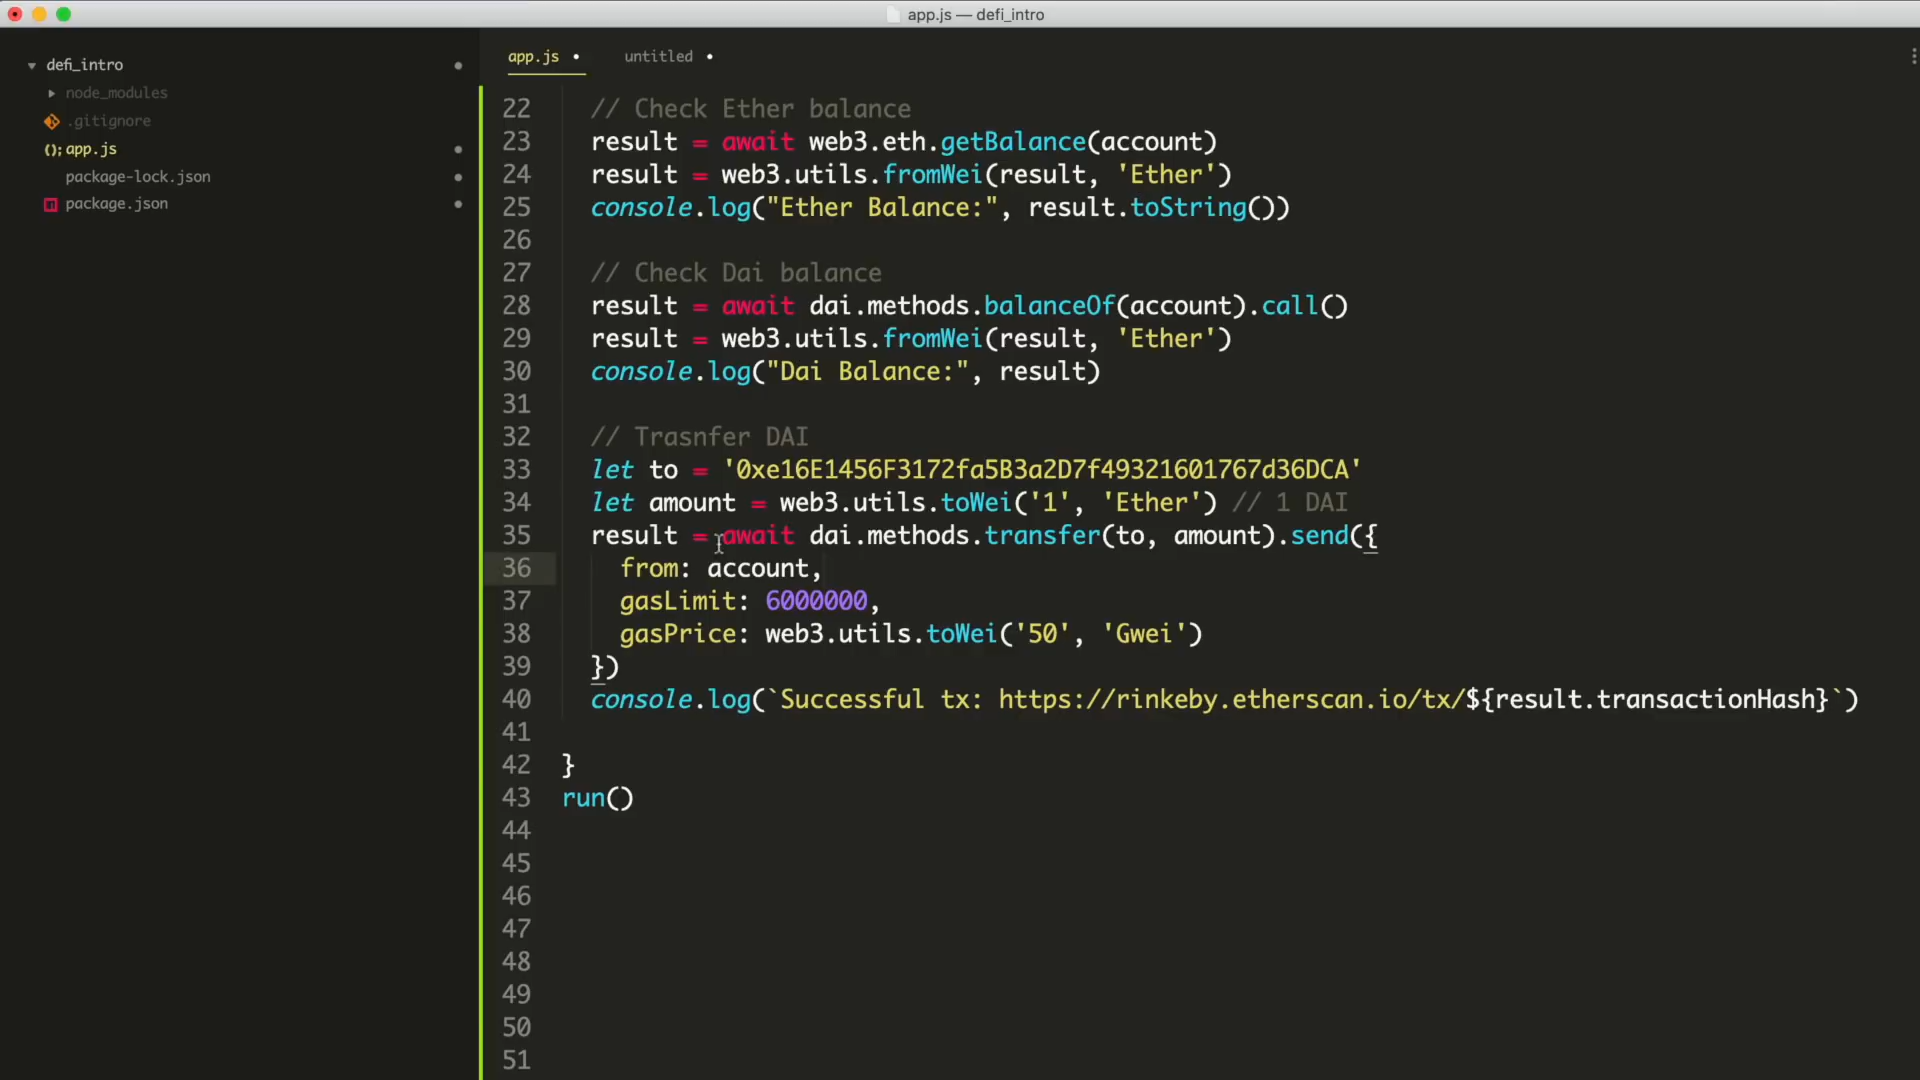 app.js — defi_intro
defi_intro
node_modules
.gitignore
app.js
package-lock.json
package.json
app.js
untitled
22 // Check Ether balance
23 result = await web3.eth.getBalance(account)
24 result = web3.utils.fromWei(result, 'Ether')
25 console.log("Ether Balance:", result.toString())
26
27 // Check Dai balance
28 result = await dai.methods.balanceOf(account).call()
29 result = web3.utils.fromWei(result, 'Ether')
30 console.log("Dai Balance:", result)
31
32 // Trasnfer DAI
33 let to = '0xe16E1456F3172fa5B3a2D7f49321601767d36DCA'
34 let amount = web3.utils.toWei('1', 'Ether') // 1 DAI
35 result = await dai.methods.transfer(to, amount).send({
36 from: account,
37 gasLimit: 6000000,
38 gasPrice: web3.utils.toWei('50', 'Gwei')
39 })
40 console.log(`Successful tx: https://rinkeby.etherscan.io/tx/${result.transactionHash}`)
41
42 }
43 run()
44
45
46
47
48
49
50
51